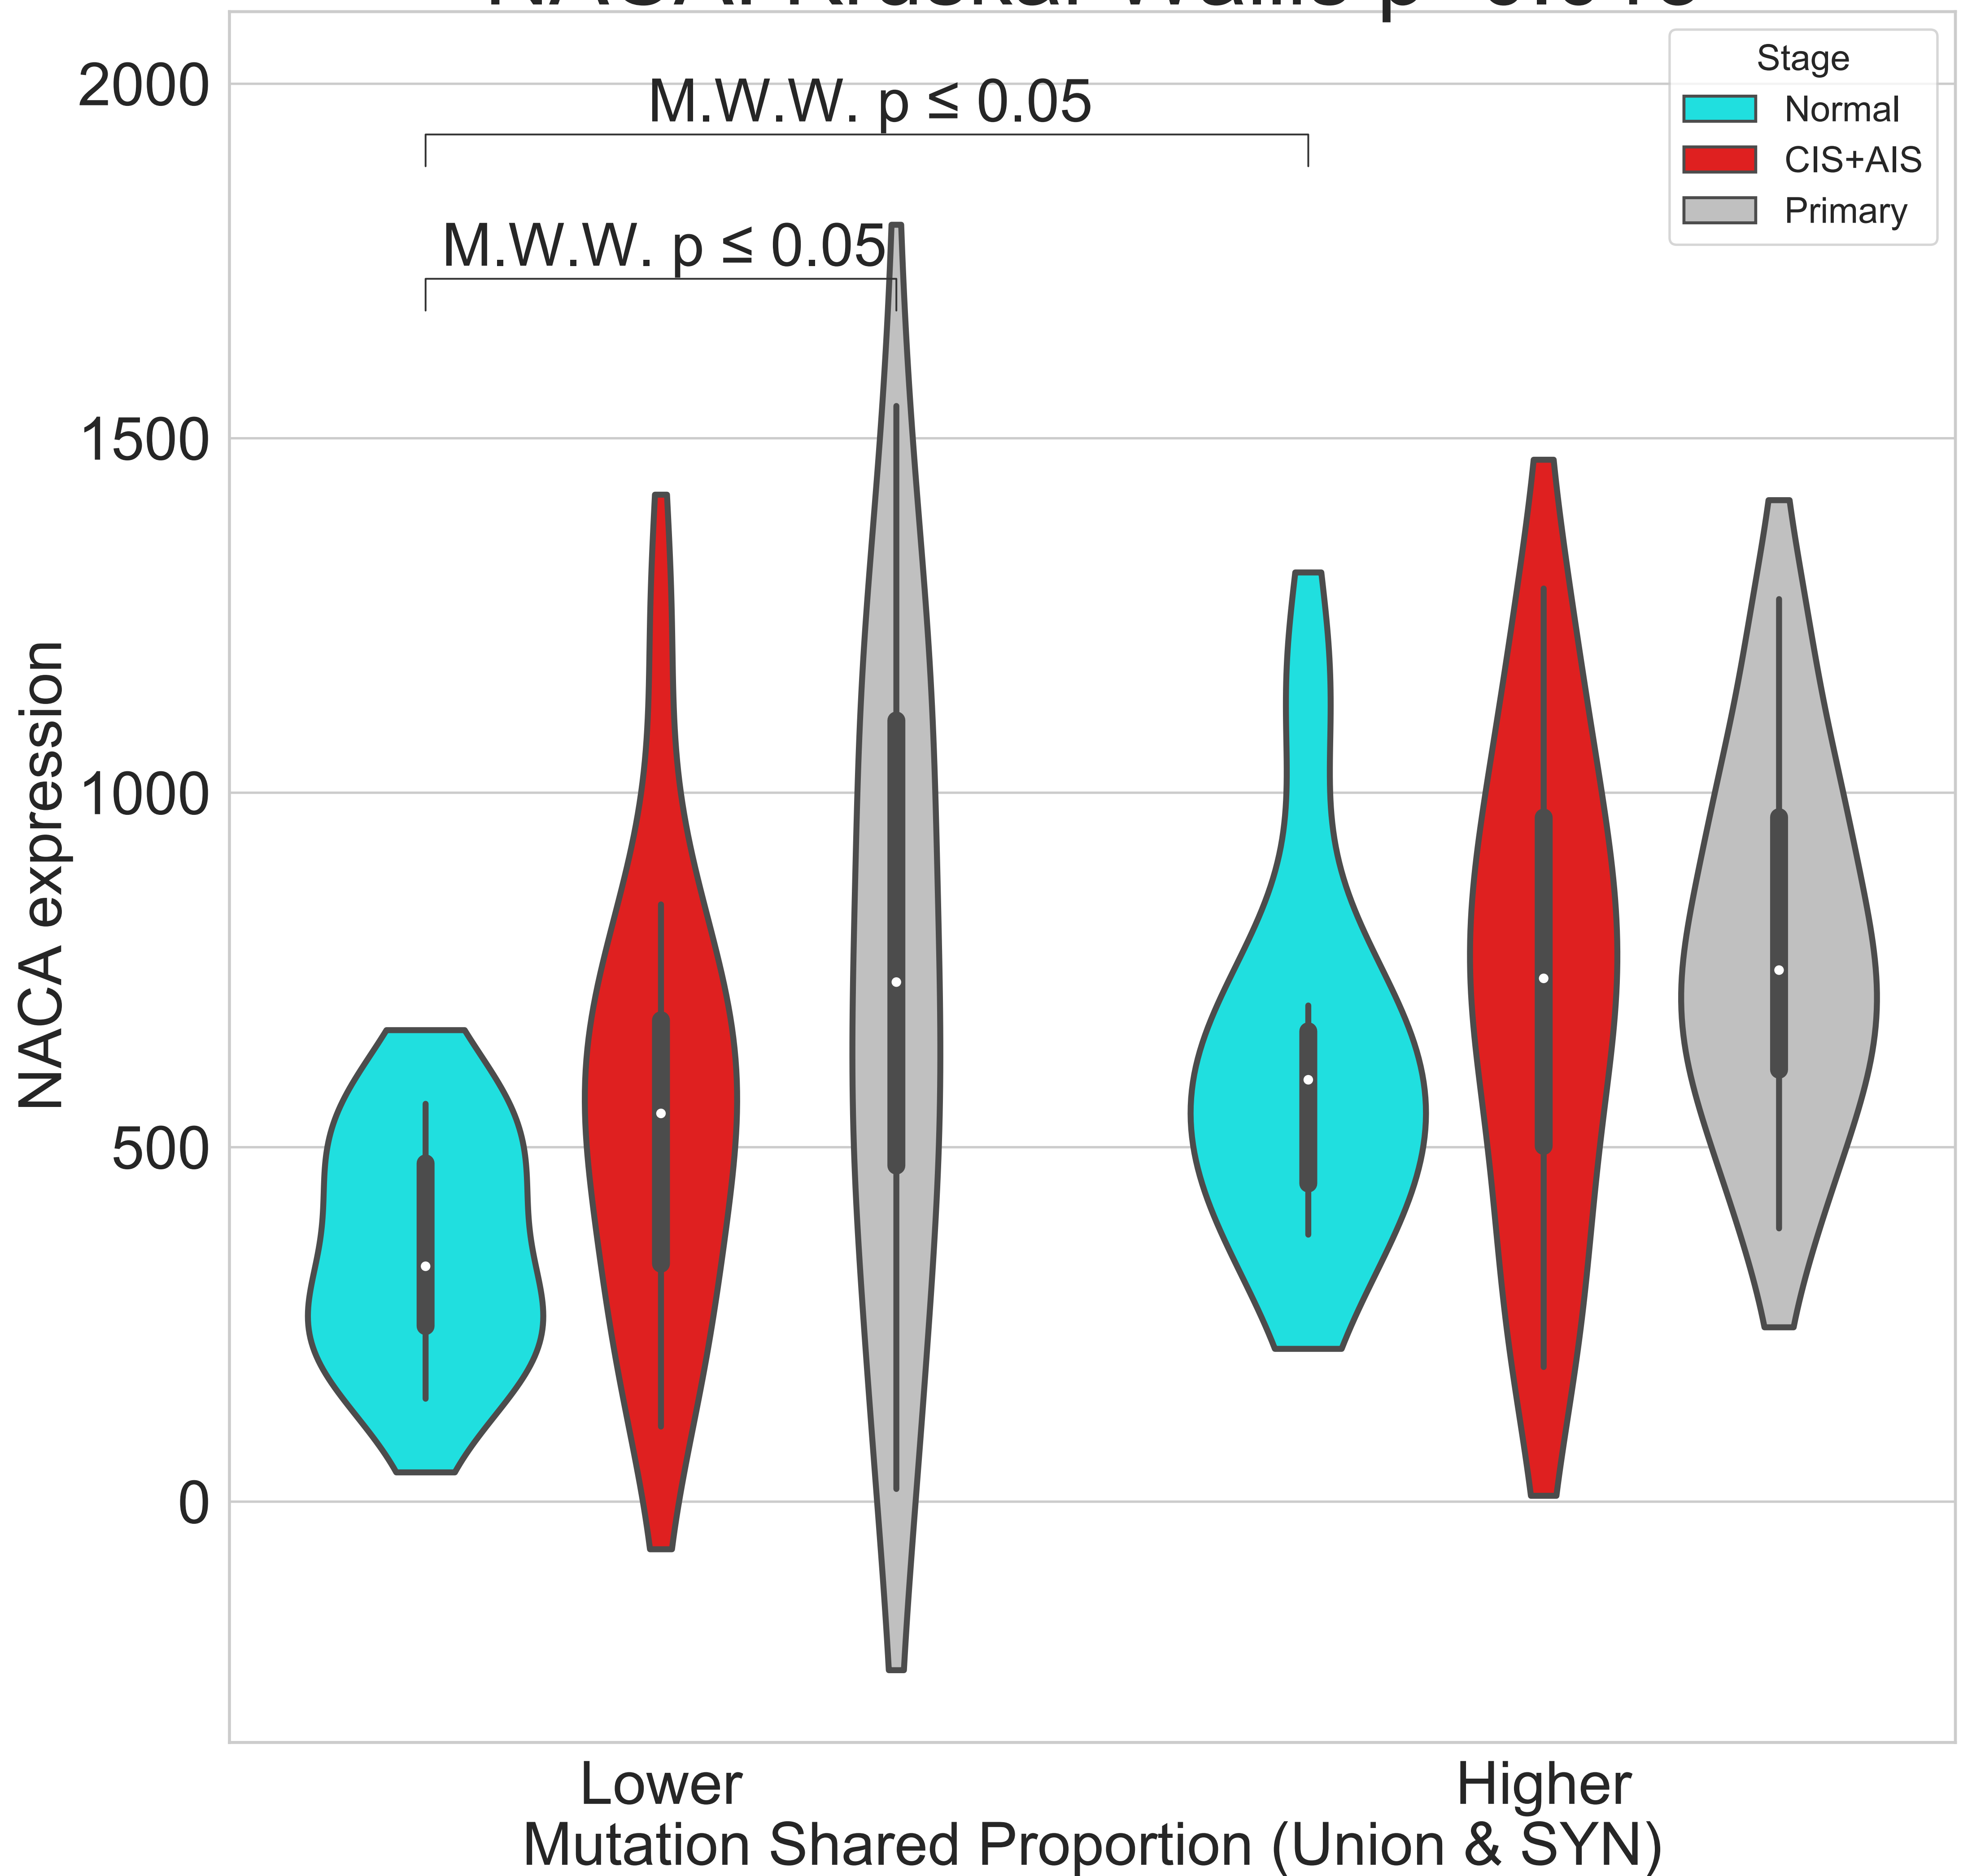 2000
1500
1000
500
0
NACA expression
M.W.W. p ≤ 0.05
M.W.W. p ≤ 0.05
Stage
Normal
CIS+AIS
Primary
Lower
Higher
Mutation Shared Proportion (Union & SYN)